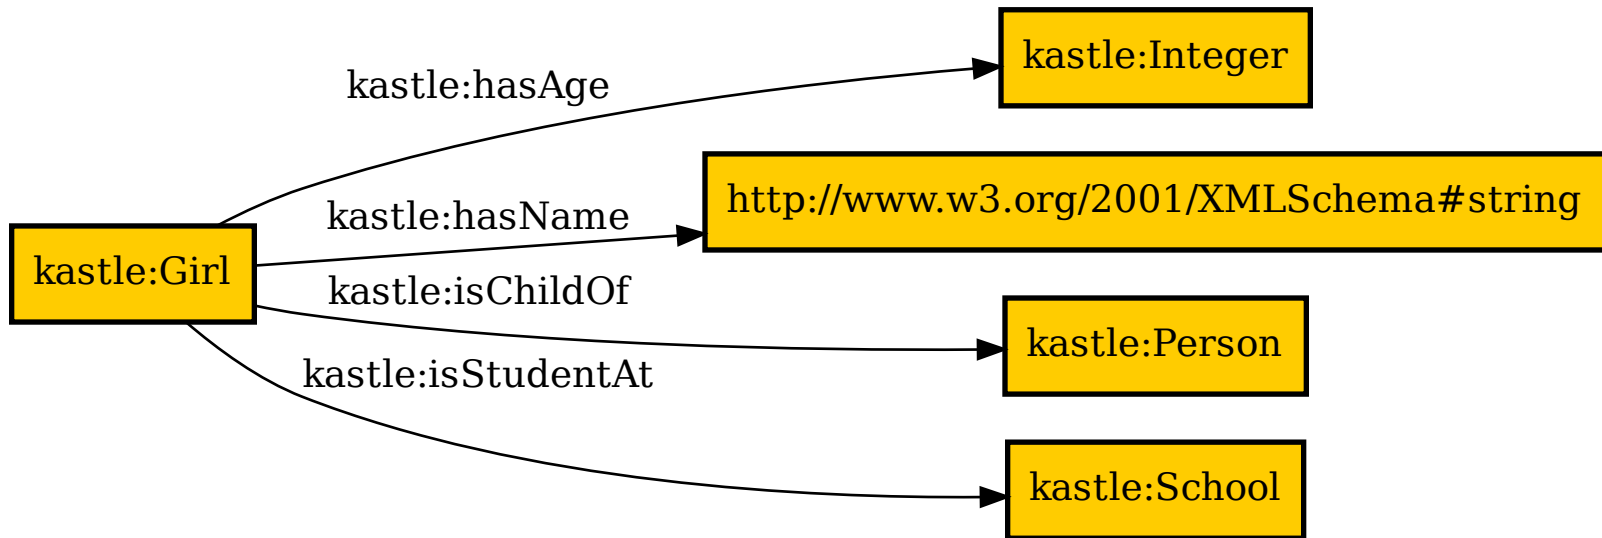 kastle:Integer
kastle:hasAge
http://www.w3.org/2001/XMLSchema#string
kastle:hasName
kastle:Girl
kastle:isChildOf
kastle:Person
kastle:isStudentAt
kastle:School